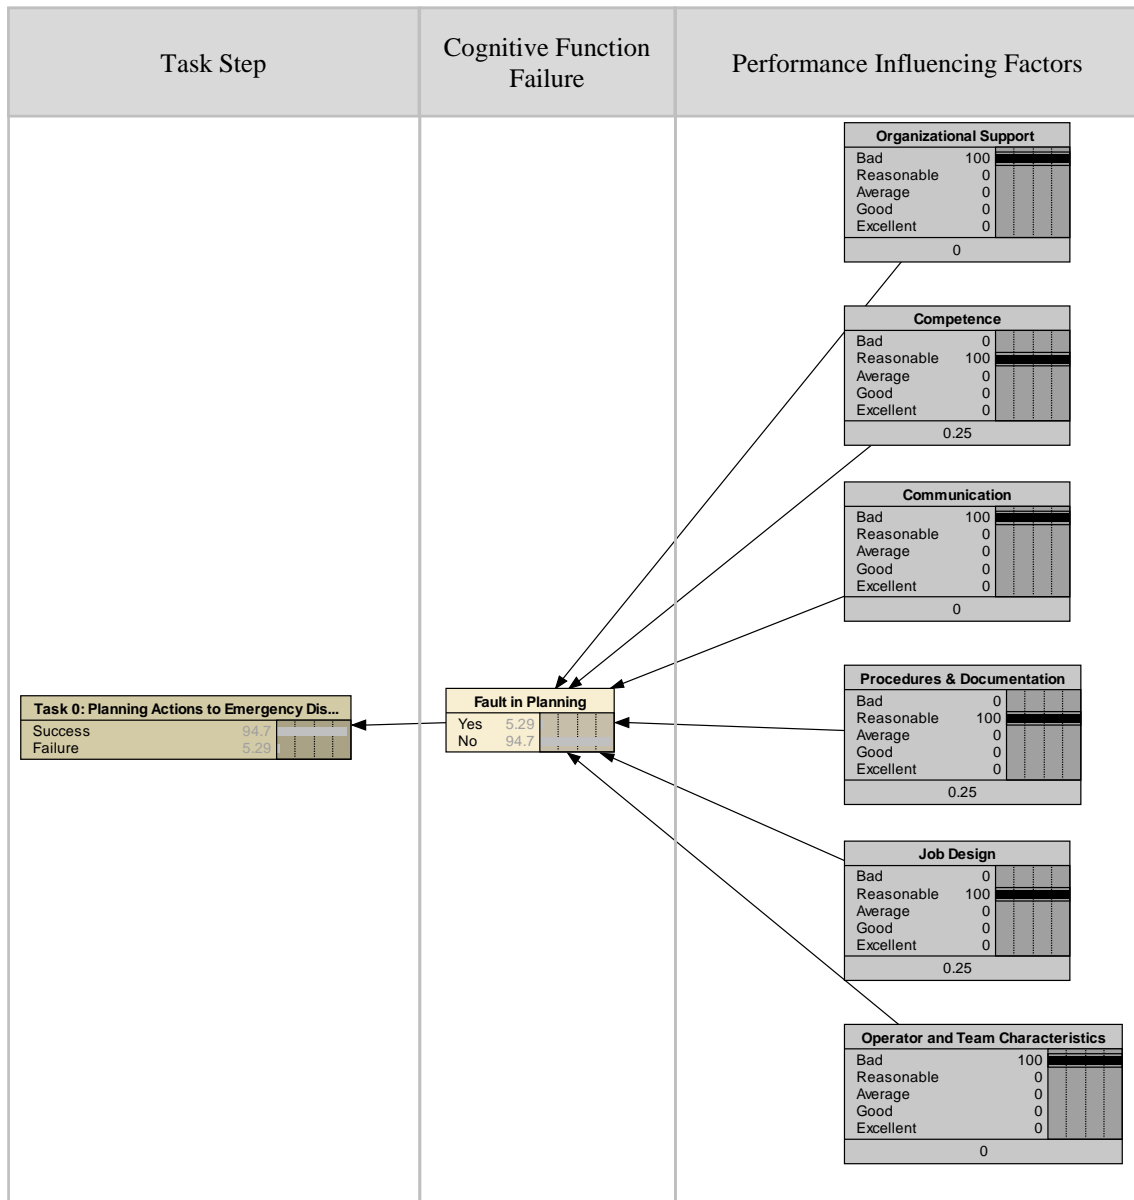 Task Step
Cognitive Function
Failure
Performance Influencing Factors
Organizational Support
Bad 100
Reasonable 0
Average 0
Good 0
Excellent 0
0
Competence
Bad 0
Reasonable 100
Average 0
Good 0
Excellent 0
0.25
Communication
Bad 100
Reasonable 0
Average 0
Good 0
Excellent 0
0
Procedures & Documentation
Bad 0
Reasonable 100
Average 0
Good 0
Excellent 0
0.25
Task 0: Planning Actions to Emergency Dis...
Success 94.7
Failure 5.29
Fault in Planning
Yes 5.29
No 94.7
Job Design
Bad 0
Reasonable 100
Average 0
Good 0
Excellent 0
0.25
Operator and Team Characteristics
Bad 100
Reasonable 0
Average 0
Good 0
Excellent 0
0